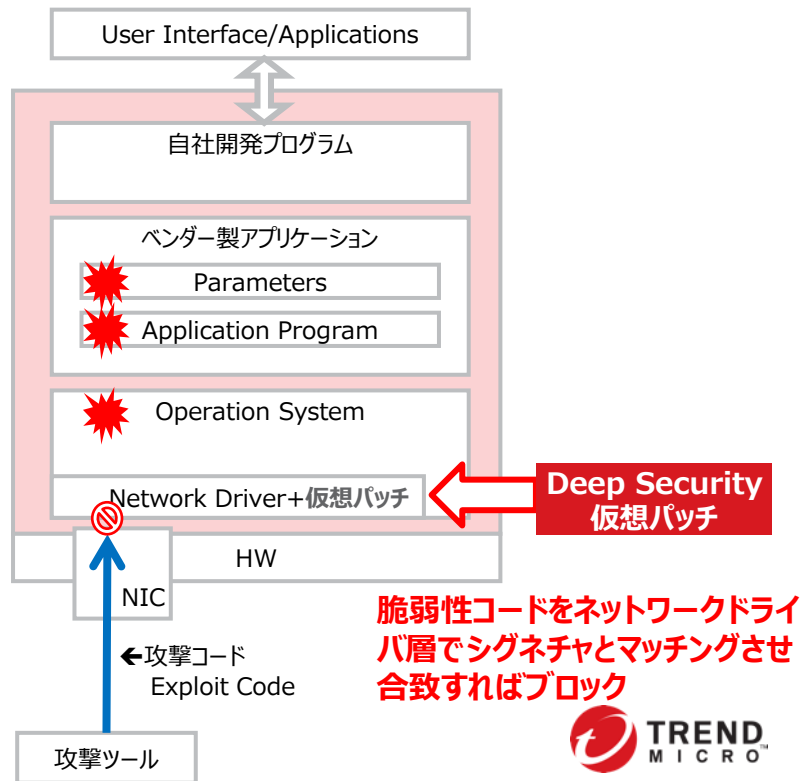 User Interface/Applications
自社開発プログラム
ベンダー製アプリケーション
Parameters
Application Program
Operation System
Network Driver+仮想パッチ
Deep Security
仮想パッチ
HW
NIC
脆弱性コードをネットワークドライ
バ層でシグネチャとマッチングさせ
合致すればブロック
←攻撃コード
Exploit Code
攻撃ツール
TREND
MICRO™